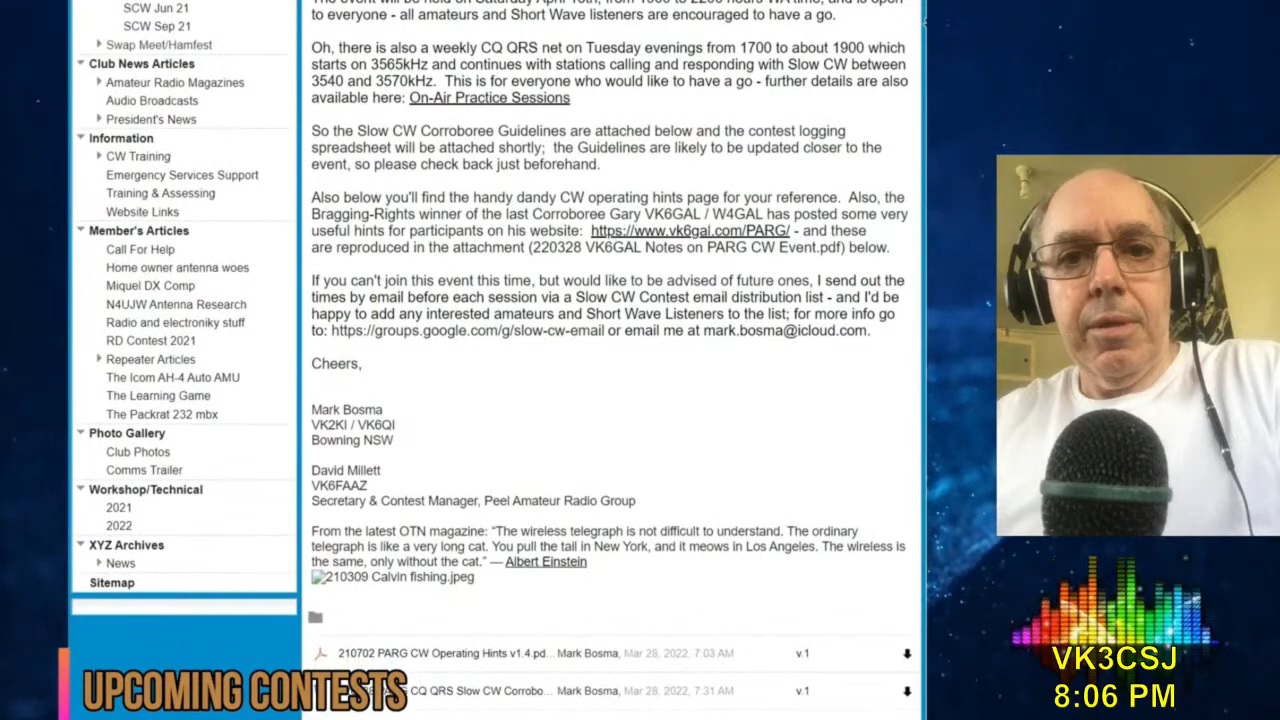 SCW Jun 21
SCW Sep 21
Swap Meet/Hamfest
Club News Articles
Amateur Radio Magazines
Audio Broadcasts
President's News
Information
CW Training
Emergency Services Support
Training & Assessing
Website Links
Member's Articles
Call For Help
Home owner antenna woes
Miquel DX Comp
N4UJW Antenna Research
Radio and electroniky stuff
RD Contest 2021
Repeater Articles
The Icom AH-4 Auto AMU
The Learning Game
The Packrat 232 mbx
Photo Gallery
Club Photos
Comms Trailer
Workshop/Technical
2021
2022
XYZ Archives
News
Sitemap
to everyone - all amateurs and Short Wave listeners are encouraged to have a go.
Oh, there is also a weekly CQ QRS net on Tuesday evenings from 1700 to about 1900 which
starts on 3565kHz and continues with stations calling and responding with Slow CW between
3540 and 3570kHz. This is for everyone who would like to have a go - further details are also
available here: On-Air Practice Sessions
So the Slow CW Corroboree Guidelines are attached below and the contest logging
spreadsheet will be attached shortly; the Guidelines are likely to be updated closer to the
event, so please check back just beforehand.
Also below you'll find the handy dandy CW operating hints page for your reference. Also, the
Bragging-Rights winner of the last Corroboree Gary VK6GAL / W4GAL has posted some very
useful hints for participants on his website: https://www.vk6gal.com/PARG/ - and these
are reproduced in the attachment (220328 VK6GAL Notes on PARG CW Event.pdf) below.
If you can't join this event this time, but would like to be advised of future ones, I send out the
times by email before each session via a Slow CW Contest email distribution list - and I'd be
happy to add any interested amateurs and Short Wave Listeners to the list; for more info go
to: https://groups.google.com/g/slow-cw-email or email me at mark.bosma@icloud.com.
Cheers,
Mark Bosma
VK2KI / VK6QI
Bowning NSW
David Millett
VK6FAAZ
Secretary & Contest Manager, Peel Amateur Radio Group
From the latest OTN magazine: “The wireless telegraph is not difficult to understand. The ordinary
telegraph is like a very long cat. You pull the tail in New York, and it meows in Los Angeles. The wireless is
the same, only without the cat.” — Albert Einstein
210309 Calvin fishing.jpeg
210702 PARG CW Operating Hints v1.4.pd... Mark Bosma, Mar 28, 2022, 7:03 AM v.1
CQ QRS Slow CW Corrobo... Mark Bosma, Mar 28, 2022, 7:31 AM v.1
UPCOMING CONTESTS
VK3CSJ
8:06 PM